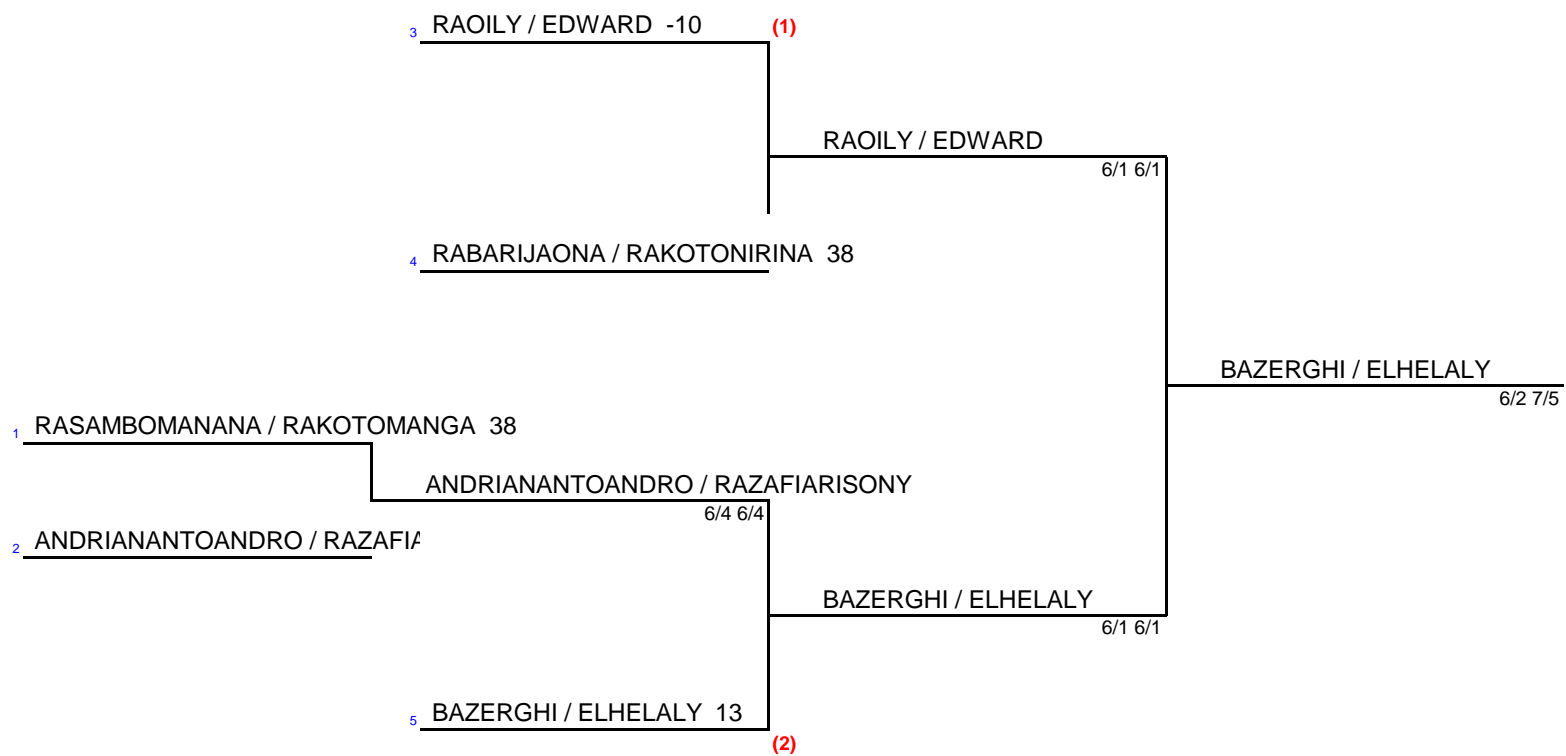 3 RAOILY / EDWARD -10 (1)
RAOILY / EDWARD
6/1 6/1
4 RABARIJAONA / RAKOTONIRINA 38
BAZERGHI / ELHELALY
6/2 7/5
1 RASAMBOMANANA / RAKOTOMANGA 38
ANDRIANANTOANDRO / RAZAFIARISONY
6/4 6/4
2 ANDRIANANTOANDRO / RAZAFIA
BAZERGHI / ELHELALY
6/1 6/1
5 BAZERGHI / ELHELALY 13
(2)